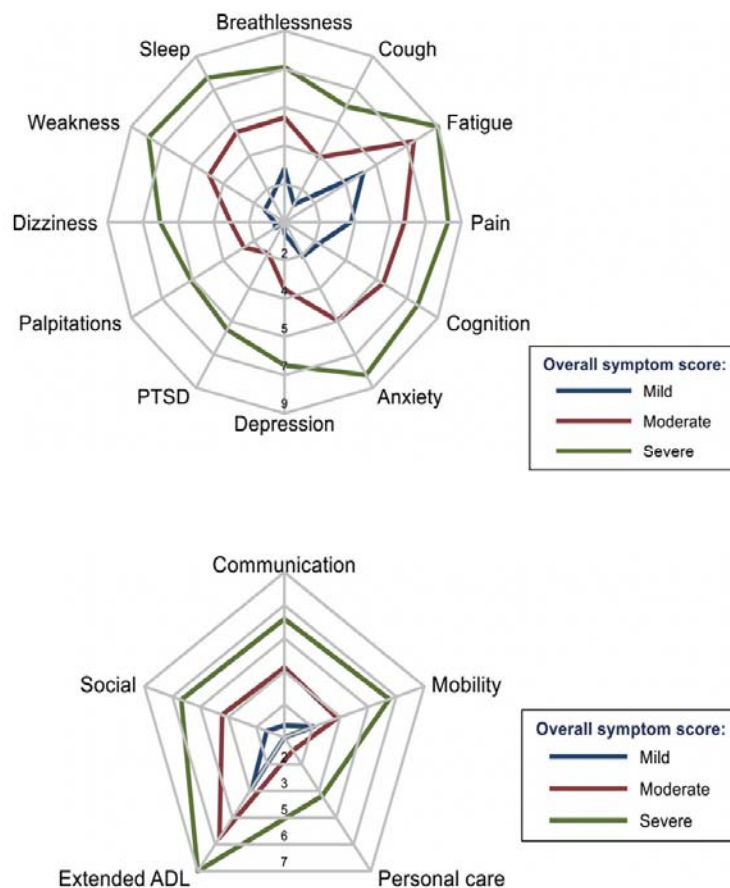 Breathlessness
Sleep
Cough
Weakness
Fatigue
Dizziness
Pain
Palpitations
Cognition
PTSD
Anxiety
Depression
2
4
5
7
9
Overall symptom score:
Mild
Moderate
Severe
Communication
Social
Mobility
Extended ADL
Personal care
2
3
5
6
7
Overall symptom score:
Mild
Moderate
Severe